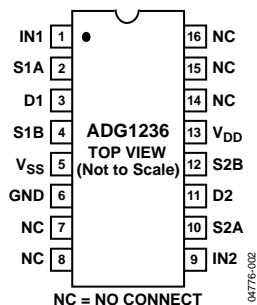 IN1 1 16 NC
S1A 2 15 NC
D1 3 14 NC
S1B 4 ADG1236 13 VDD
VSS 5 TOP VIEW 12 S2B
GND 6 (Not to Scale) 11 D2
NC 7 10 S2A
NC 8 9 IN2
NC = NO CONNECT
04776-002